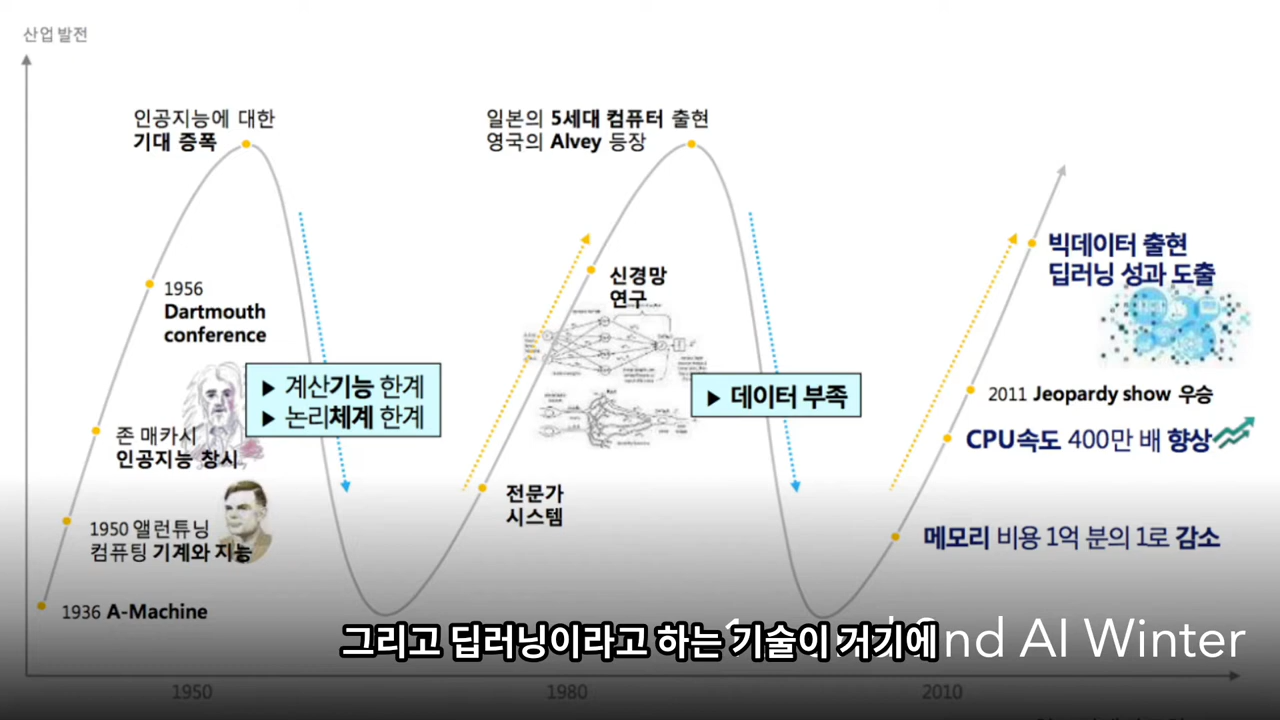 산업 발전
인공지능에 대한
기대 증폭
일본의 5세대 컴퓨터 출현
영국의 Alvey 등장
빅데이터 출현
딥러닝 성과 도출
신경망
연구
1956
Dartmouth
conference
▶ 계산기능 한계
▶ 논리체계 한계
▶ 데이터 부족
2011 Jeopardy show 우승
존 매카시
인공지능 창시
CPU속도 400만 배 향상
전문가
시스템
1950 앨런튜닝
컴퓨팅 기계와 지능
메모리 비용 1억 분의 1로 감소
1936 A-Machine
nd AI Winter
그리고 딥러닝이라고 하는 기술이 거기에
1950
1980
2010